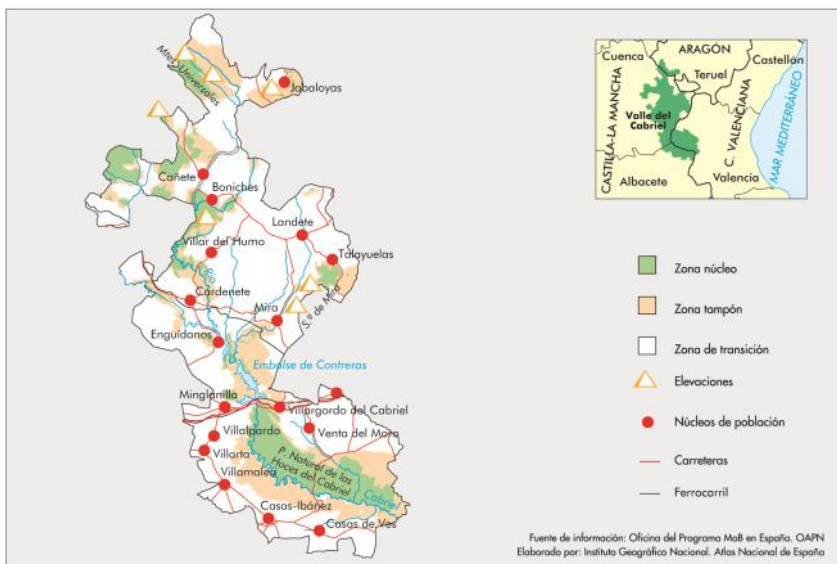 Mtes. Universales
Jabaloyas
Cañete
Boniches
Landete
Villar del Humo
Talayuelas
Río
Cardenete
Mira
S.ª de Mira
Enguídanos
Embalse de Contreras
Minglanilla
Villargordo del Cabriel
Villalpardo
Venta del Moro
Villarta
P. Natural de las
Hoces del Cabriel
Villamalea
Cabriel
Casas-Ibáñez
Casas de Ves
ARAGÓN
Cuenca
Castellón
Teruel
CASTILLA-LA MANCHA
Valle del
Cabriel
C. VALENCIANA
MAR MEDITERRÁNEO
Albacete
Valencia
Zona núcleo
Zona tampón
Zona de transición
Elevaciones
Núcleos de población
Carreteras
Ferrocarril
Fuente de información: Oficina del Programa MaB en España. OAPN
Elaborado por: Instituto Geográfico Nacional. Atlas Nacional de España